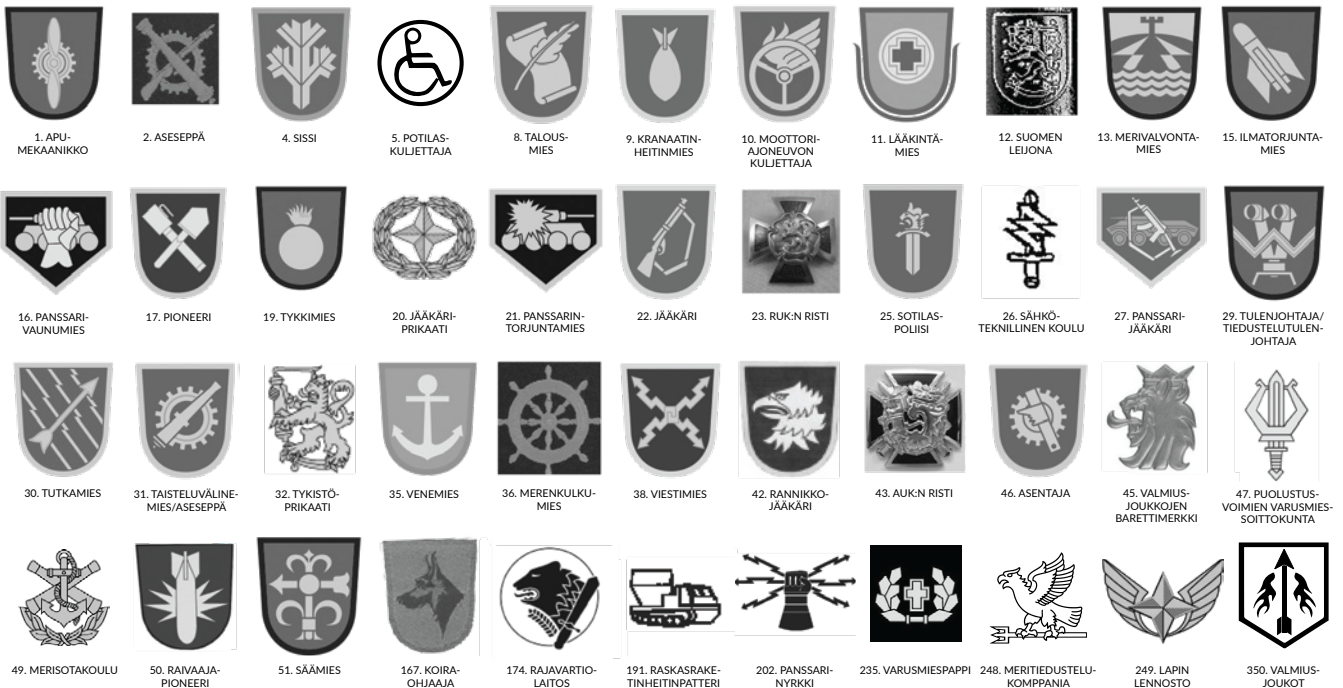 1. APU-
MEKAANIKKO
2. ASESEPPÄ
4. SISSI
5. POTILAS-
KULJETTAJA
8. TALOUS-
MIES
9. KRANAATIN-
HEITINMIES
10. MOOTTORI-
AJONEUVON
KULJETTAJA
11. LÄÄKINTÄ-
MIES
12. SUOMEN
LEIJONA
13. MERIVALVONTA-
MIES
15. ILMATORJUNTA-
MIES
16. PANSSARI-
VAUNUMIES
17. PIONEERI
19. TYKKIMIES
20. JÄÄKÄRI-
PRIKAATI
21. PANSSARIN-
TORJUNTAMIES
22. JÄÄKÄRI
23. RUK:N RISTI
25. SOTILAS-
POLIISI
26. SÄHKÖ-
TEKNILLINEN KOULU
27. PANSSARI-
JÄÄKÄRI
29. TULENJOHTAJA/
TIEDUSTELUTULEN-
JOHTAJA
30. TUTKAMIES
31. TAISTELUVÄLINE-
MIES/ASESEPPÄ
32. TYKISTÖ-
PRIKAATI
35. VENEMIES
36. MERENKULKU-
MIES
38. VIESTIMIES
42. RANNIKKO-
JÄÄKÄRI
43. AUK:N RISTI
46. ASENTAJA
45. VALMIUS-
JOUKKOJEN
BARETTIMERKKI
47. PUOLUSTUS-
VOIMIEN VARUSMIES-
SOITTOKUNTA
49. MERISOTAKOULU
50. RAIVAAJA-
PIONEERI
51. SÄÄMIES
167. KOIRA-
OHJAAJA
174. RAJAVARTIO-
LAITOS
191. RASKASRAKE-
TINHEITINPATTERI
202. PANSSARI-
NYRKKI
235. VARUSMIESPAPPI
248. MERITIEDUSTELU-
KOMPPANIA
249. LAPIN
LENNOSTO
350. VALMIUS-
JOUKOT